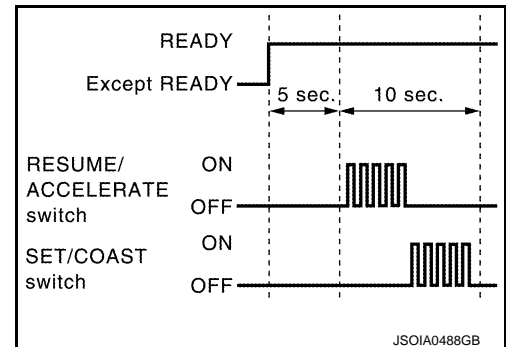 READY
Except READY
5 sec. 10 sec.
RESUME/
ACCELERATE
switch
ON
OFF
SET/COAST
switch
ON
OFF
JSOIA0488GB